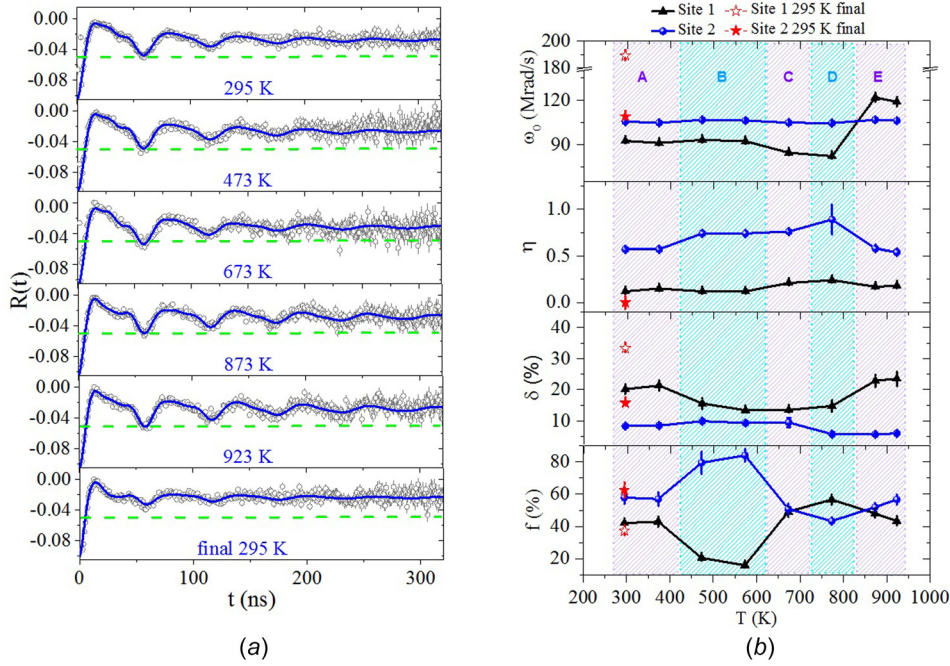 0.00
-0.04
-0.08
295 K
0.00
-0.04
-0.08
473 K
0.00
-0.04
-0.08
673 K
0.00
-0.04
-0.08
873 K
0.00
-0.04
-0.08
923 K
0.00
-0.04
-0.08
final 295 K
R(t)
0 50 100 150 200 250 300
t (ns)
(a)
Site 1 Site 1 295 K final
Site 2 Site 2 295 K final
200
190
180
120
90
ω₀ (Mrad/s)
A B C D E
1.0
0.5
0.0
η
40
30
20
10
δ (%)
80
60
40
20
f (%)
200 300 400 500 600 700 800 900 1000
T (K)
(b)